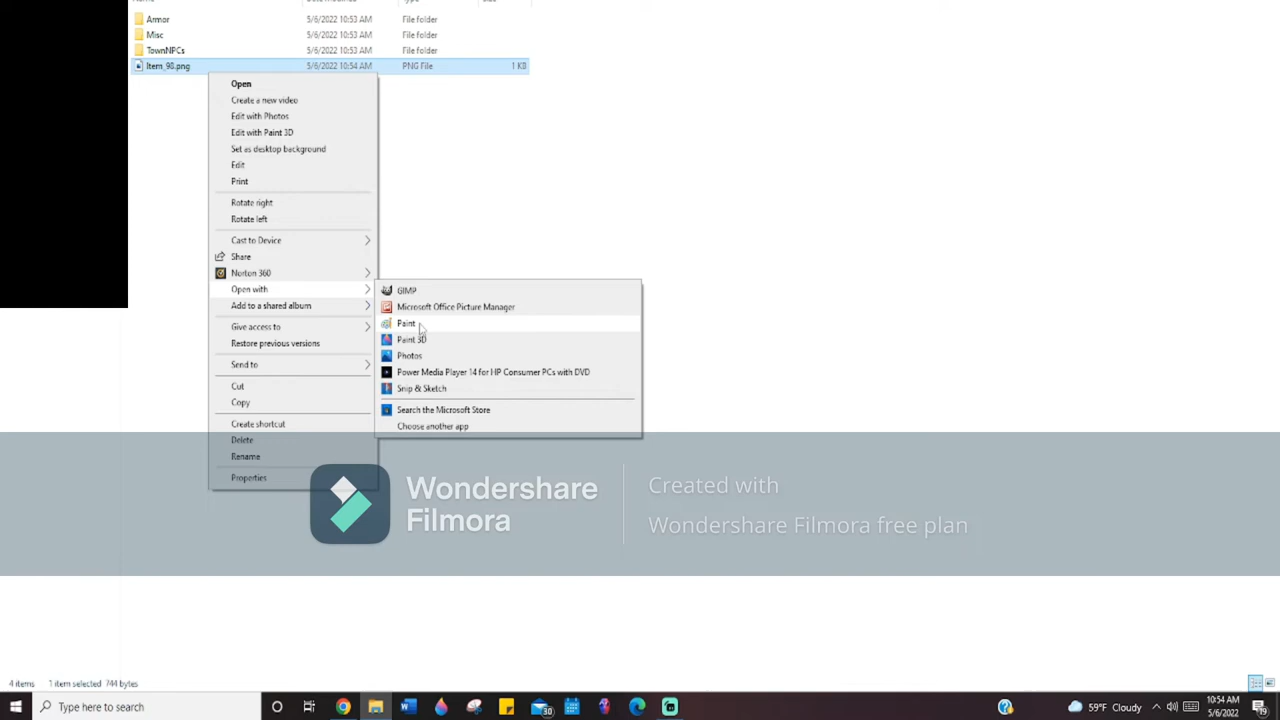 Armor 5/6/2022 10:53 AM File folder
Misc 5/6/2022 10:53 AM File folder
TownNPCs 5/6/2022 10:53 AM File folder
Item_98.png 5/6/2022 10:54 AM PNG File 1 KB
Open
Create a new video
Edit with Photos
Edit with Paint 3D
Set as desktop background
Edit
Print
Rotate right
Rotate left
Cast to Device
Share
Norton 360
Open with
Add to a shared album
Give access to
Restore previous versions
Send to
Cut
Copy
Create shortcut
Delete
Rename
Properties
GIMP
Microsoft Office Picture Manager
Paint
Paint 3D
Photos
Power Media Player 14 for HP Consumer PCs with DVD
Snip & Sketch
Search the Microsoft Store
Choose another app
Wondershare
Filmora
Created with
Wondershare Filmora free plan
4 items 1 item selected 744 bytes
Type here to search
30
59°F Cloudy
10:54 AM
5/6/2022
19